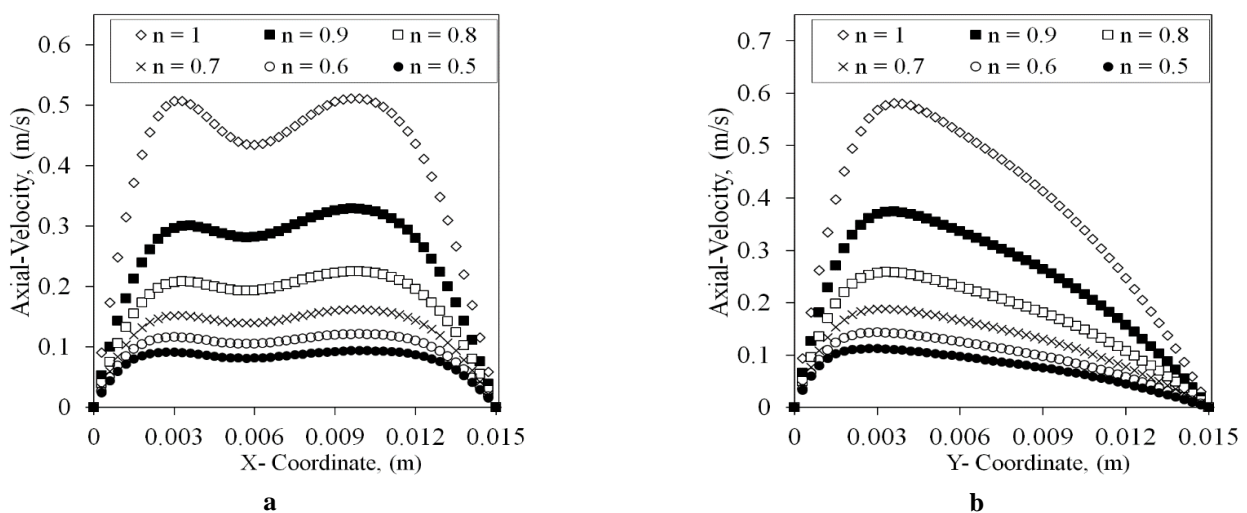 n = 1 n = 0.9 n = 0.8
n = 0.7 n = 0.6 n = 0.5
0.6
0.5
0.4
0.3
0.2
0.1
0
Axial-Velocity, (m/s)
0 0.003 0.006 0.009 0.012 0.015
X- Coordinate, (m)
a
n = 1 n = 0.9 n = 0.8
n = 0.7 n = 0.6 n = 0.5
0.7
0.6
0.5
0.4
0.3
0.2
0.1
0
Axial-Velocity, (m/s)
0 0.003 0.006 0.009 0.012 0.015
Y- Coordinate, (m)
b